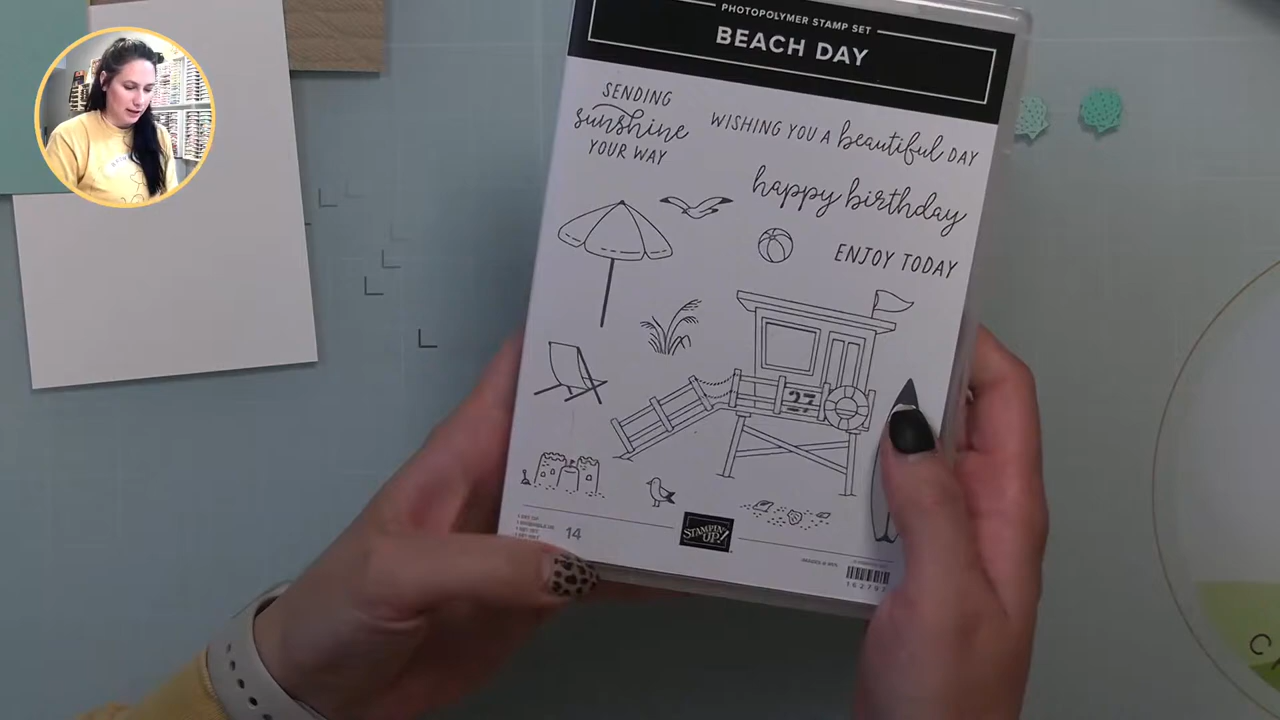 PHOTOPOLYMER STAMP SET
BEACH DAY
SENDING
sunshine
YOUR WAY
WISHING YOU A beautiful DAY
happy birthday
ENJOY TODAY
27
14
STAMPIN' UP!